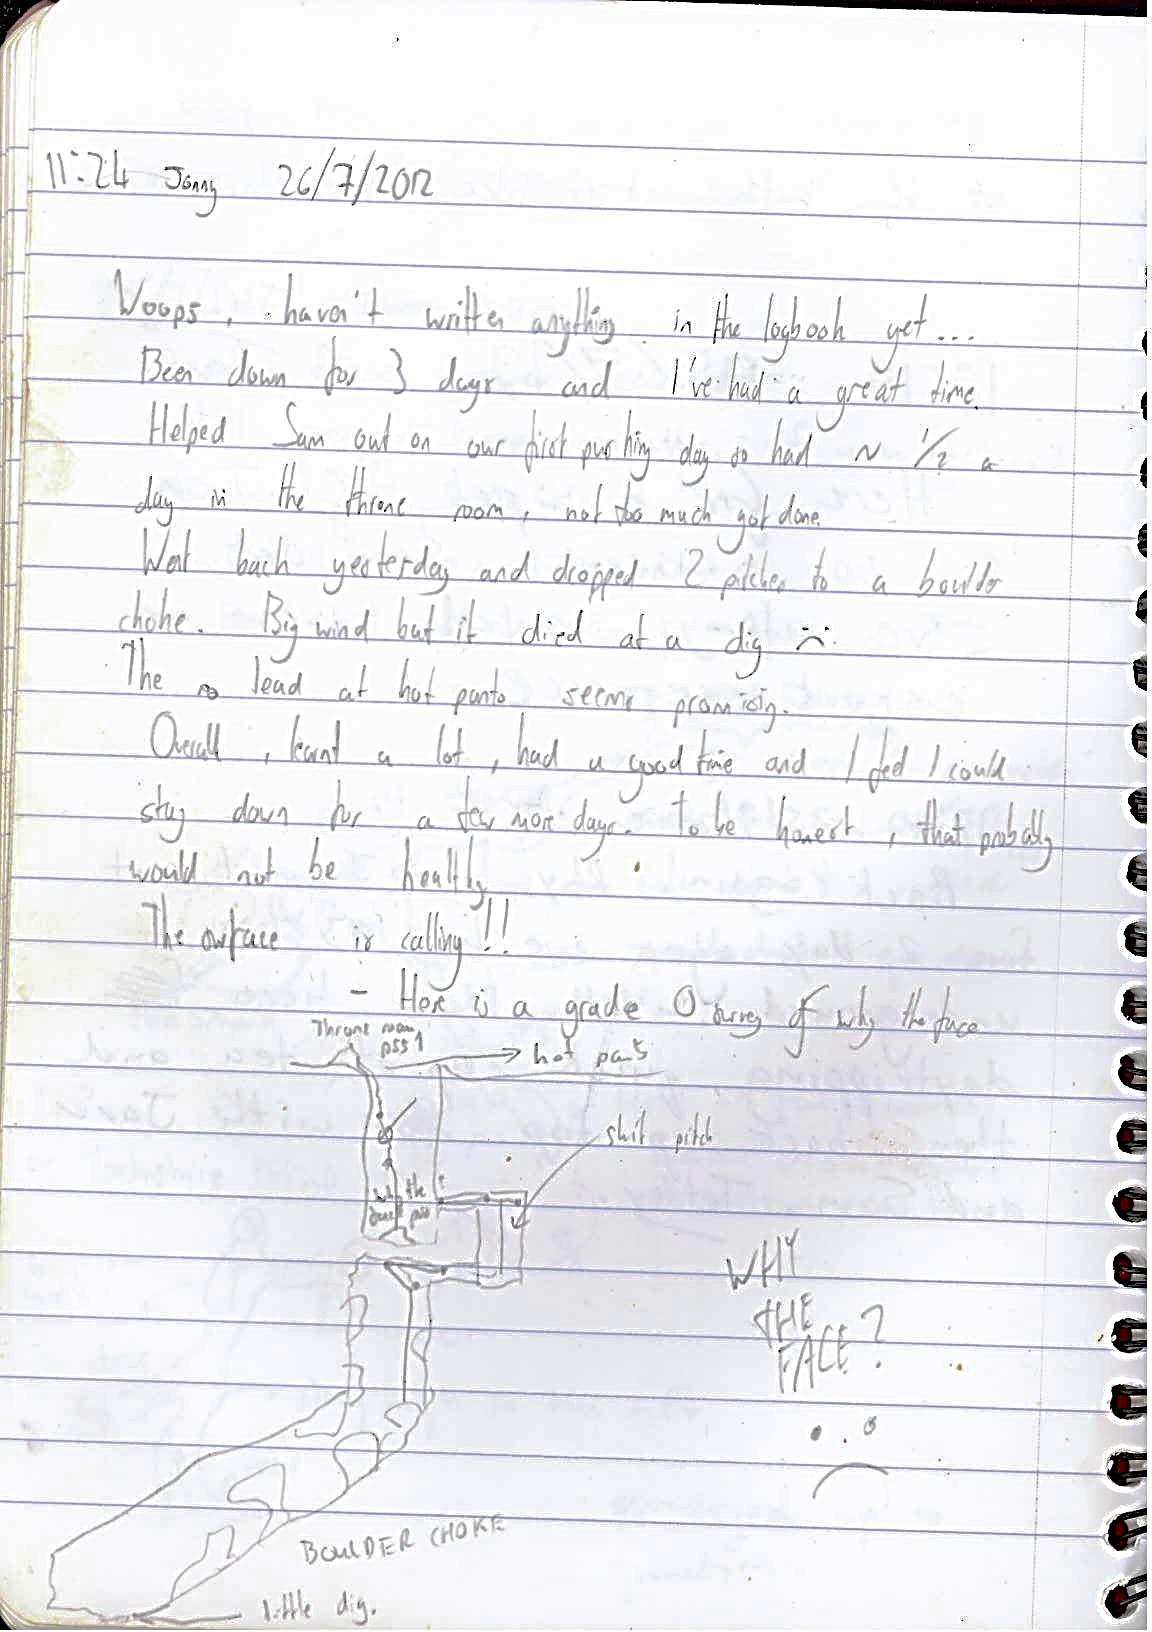 11:24 Jonny 26/7/2012
Woops, haven't written anything in the logbook yet...
Been down for 3 days and I've had a great time.
Helped Sam out on our first pushing day so had ~ 1/2 a
day in the throne room, not too much got done.
Went back yesterday and dropped 2 pitches to a boulder
choke. Big wind but it died at a dig :(
The lead at hot pants seems promising.
Overall, learnt a lot, had a good time and I feel I could
stay down for a few more days. To be honest, that probally
would not be healthy
The surface is calling!!
- Here is a grade 0 survey of why the face
Throne room
pss 1
→ hot pants
shit pitch
the
WHY
THE
FACE?
BOULDER CHOKE
little dig.